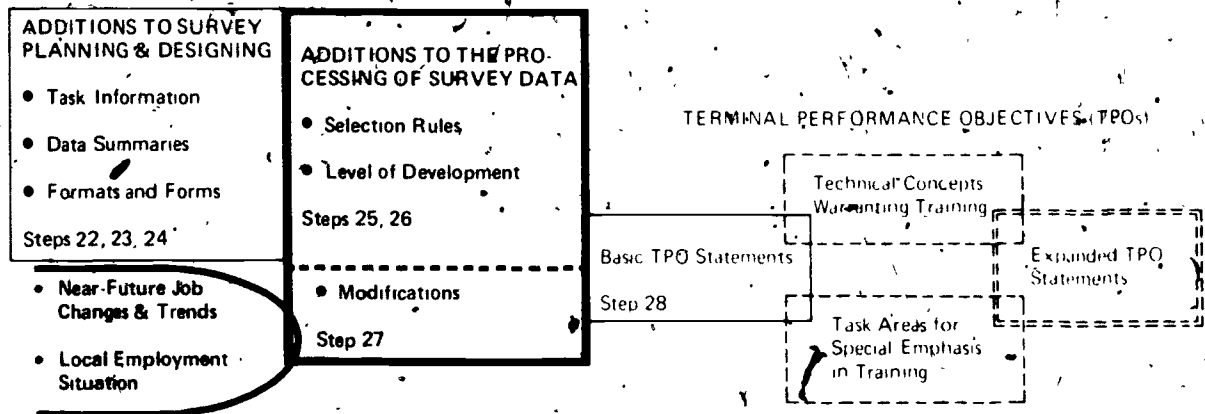 ADDITIONS TO SURVEY
PLANNING & DESIGNING
• Task Information
• Data Summaries
• Formats and Forms
Steps 22, 23, 24
• Near-Future Job
Changes & Trends
• Local Employment
Situation
ADDITIONS TO THE PRO-
CESSING OF SURVEY DATA
• Selection Rules
• Level of Development
Steps 25, 26
• Modifications
Step 27
TERMINAL PERFORMANCE OBJECTIVES (TPOs)
Basic TPO Statements
Step 28
Technical Concepts
Warranting Training
Task Areas for
Special Emphasis
in Training
Expanded TPO
Statements